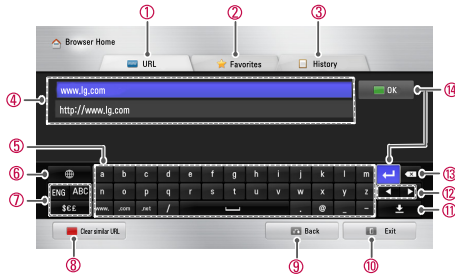 ① ② ③
Browser Home
URL Favorites History
④ www.lg.com OK ⑭
http://www.lg.com
⑤
⑥ a b c d e f g h i j k l m ⑬
⑦ ENG ABC n o p q r s t u v w x y z ⑫
$€£ www. .com .net / . @ _ - ⑪
Clear similar URL Back Exit
⑧ ⑨ ⑩